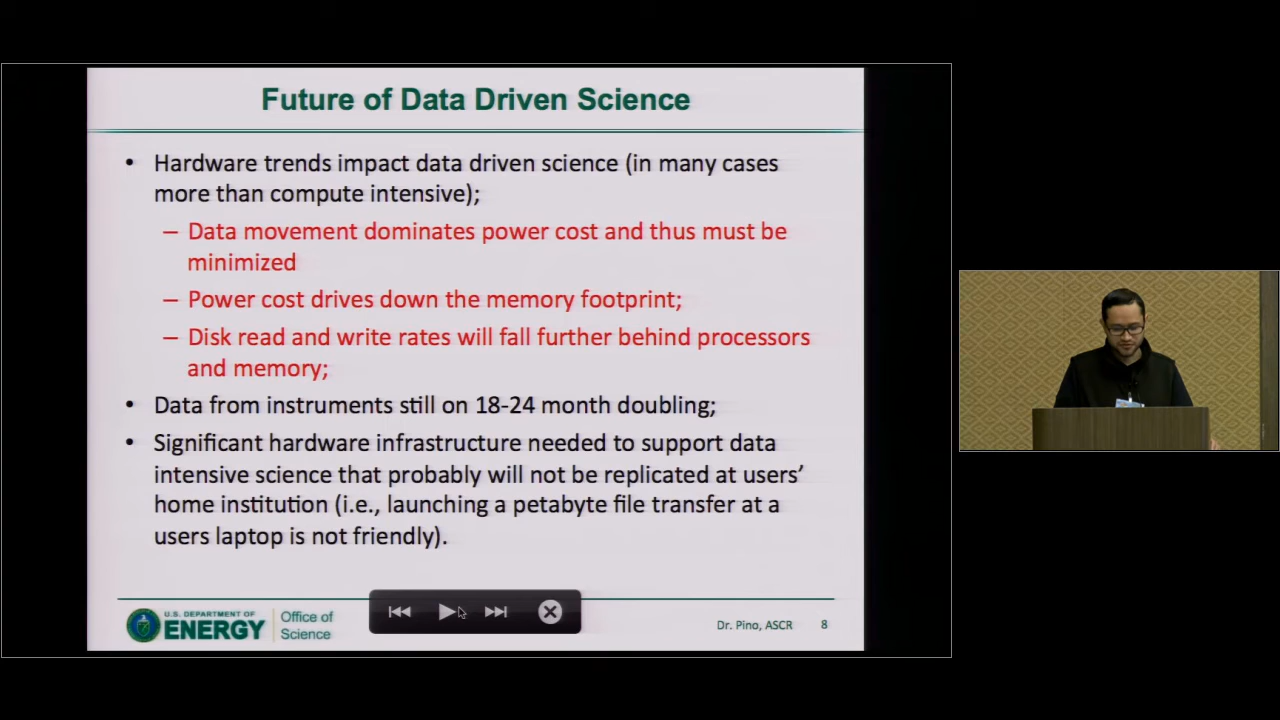 Future of Data Driven Science
• Hardware trends impact data driven science (in many cases
more than compute intensive);
– Data movement dominates power cost and thus must be
minimized
– Power cost drives down the memory footprint;
– Disk read and write rates will fall further behind processors
and memory;
• Data from instruments still on 18-24 month doubling;
• Significant hardware infrastructure needed to support data
intensive science that probably will not be replicated at users’
home institution (i.e., launching a petabyte file transfer at a
users laptop is not friendly).
U.S. DEPARTMENT OF
ENERGY
Office of
Science
Dr. Pino, ASCR 8